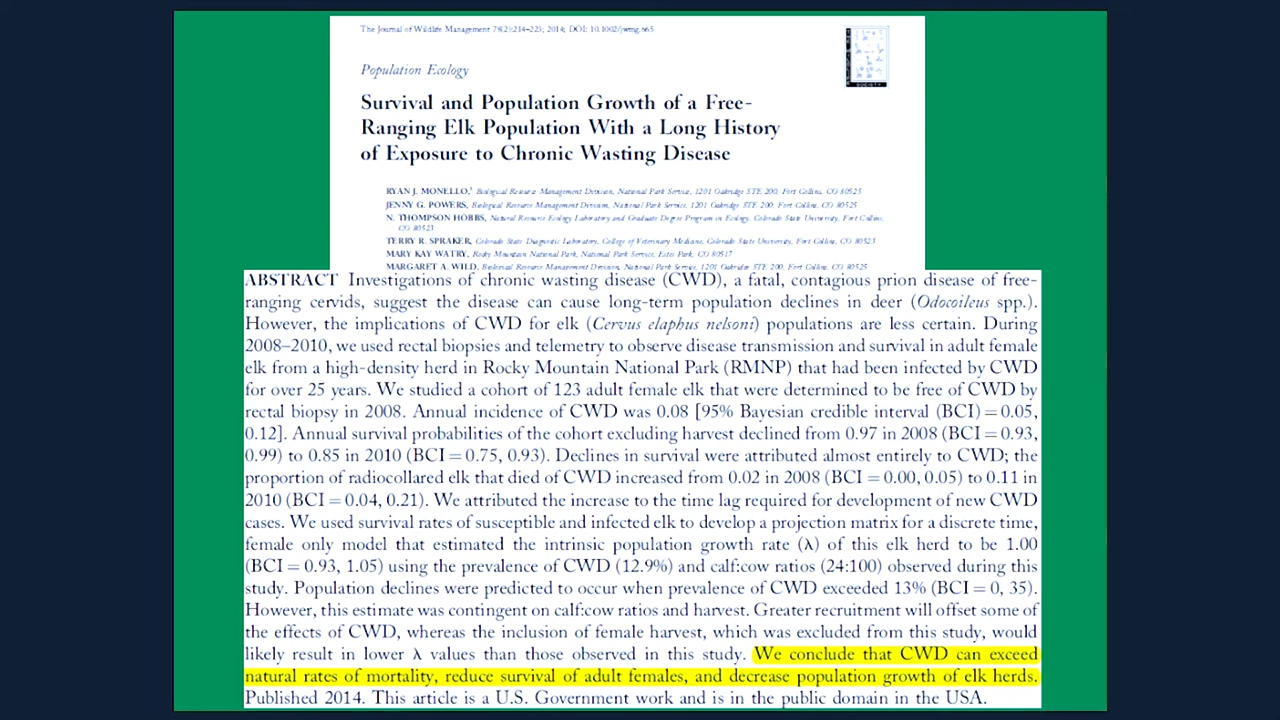 The Journal of Wildlife Management 78(2):214–223; 2014; DOI: 10.1002/jwmg.665
Population Ecology
Survival and Population Growth of a Free-
Ranging Elk Population With a Long History
of Exposure to Chronic Wasting Disease
SOCIETY
RYAN J. MONELLO,¹ Biological Resource Management Division, National Park Service, 1201 Oakridge STE 200, Fort Collins, CO 80525
JENNY G. POWERS, Biological Resource Management Division, National Park Service, 1201 Oakridge STE 200, Fort Collins, CO 80525
N. THOMPSON HOBBS, Natural Resource Ecology Laboratory and Graduate Degree Program in Ecology, Colorado State University, Fort Collins,
CO 80523
TERRY R. SPRAKER, Colorado State Diagnostic Laboratory, College of Veterinary Medicine, Colorado State University, Fort Collins, CO 80523
MARY KAY WATRY, Rocky Mountain National Park, National Park Service, Estes Park, CO 80517
MARGARET A. WILD, Biological Resource Management Division, National Park Service, 1201 Oakridge STE 200, Fort Collins, CO 80525
ABSTRACT Investigations of chronic wasting disease (CWD), a fatal, contagious prion disease of free-
ranging cervids, suggest the disease can cause long-term population declines in deer (Odocoileus spp.).
However, the implications of CWD for elk (Cervus elaphus nelsoni) populations are less certain. During
2008–2010, we used rectal biopsies and telemetry to observe disease transmission and survival in adult female
elk from a high-density herd in Rocky Mountain National Park (RMNP) that had been infected by CWD
for over 25 years. We studied a cohort of 123 adult female elk that were determined to be free of CWD by
rectal biopsy in 2008. Annual incidence of CWD was 0.08 [95% Bayesian credible interval (BCI) = 0.05,
0.12]. Annual survival probabilities of the cohort excluding harvest declined from 0.97 in 2008 (BCI = 0.93,
0.99) to 0.85 in 2010 (BCI = 0.75, 0.93). Declines in survival were attributed almost entirely to CWD; the
proportion of radiocollared elk that died of CWD increased from 0.02 in 2008 (BCI = 0.00, 0.05) to 0.11 in
2010 (BCI = 0.04, 0.21). We attributed the increase to the time lag required for development of new CWD
cases. We used survival rates of susceptible and infected elk to develop a projection matrix for a discrete time,
female only model that estimated the intrinsic population growth rate (λ) of this elk herd to be 1.00
(BCI = 0.93, 1.05) using the prevalence of CWD (12.9%) and calf:cow ratios (24:100) observed during this
study. Population declines were predicted to occur when prevalence of CWD exceeded 13% (BCI = 0, 35).
However, this estimate was contingent on calf:cow ratios and harvest. Greater recruitment will offset some of
the effects of CWD, whereas the inclusion of female harvest, which was excluded from this study, would
likely result in lower λ values than those observed in this study. We conclude that CWD can exceed
natural rates of mortality, reduce survival of adult females, and decrease population growth of elk herds.
Published 2014. This article is a U.S. Government work and is in the public domain in the USA.